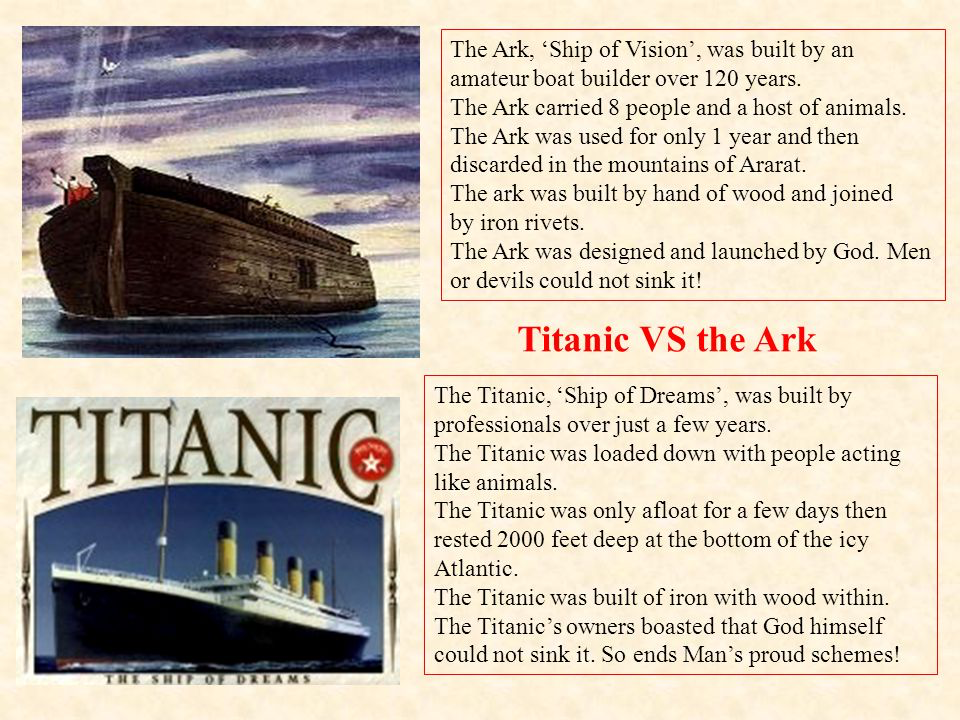 The Ark, ‘Ship of Vision’, was built by an
amateur boat builder over 120 years.
The Ark carried 8 people and a host of animals.
The Ark was used for only 1 year and then
discarded in the mountains of Ararat.
The ark was built by hand of wood and joined
by iron rivets.
The Ark was designed and launched by God. Men
or devils could not sink it!
Titanic VS the Ark
The Titanic, ‘Ship of Dreams’, was built by
professionals over just a few years.
The Titanic was loaded down with people acting
like animals.
The Titanic was only afloat for a few days then
rested 2000 feet deep at the bottom of the icy
Atlantic.
The Titanic was built of iron with wood within.
The Titanic’s owners boasted that God himself
could not sink it. So ends Man’s proud schemes!
TITANIC
THE SHIP OF DREAMS